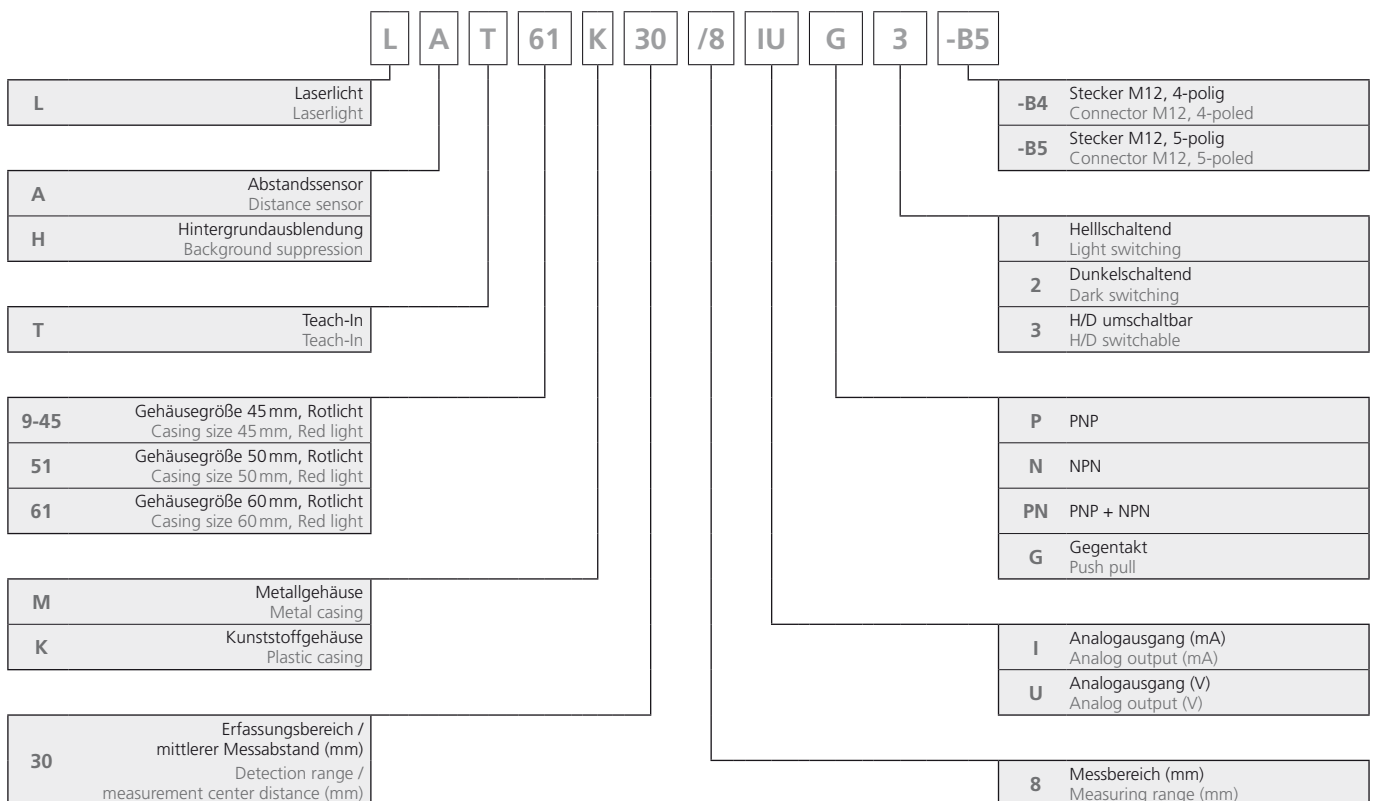 L A T 61 K 30 /8 IU G 3 -B5
L
Laserlicht
Laserlight
A
Abstandssensor
Distance sensor
H
Hintergrundausblendung
Background suppression
T
Teach-In
Teach-In
9-45
Gehäusegröße 45 mm, Rotlicht
Casing size 45 mm, Red light
51
Gehäusegröße 50 mm, Rotlicht
Casing size 50 mm, Red light
61
Gehäusegröße 60 mm, Rotlicht
Casing size 60 mm, Red light
M
Metallgehäuse
Metal casing
K
Kunststoffgehäuse
Plastic casing
30
Erfassungsbereich /
mittlerer Messabstand (mm)
Detection range /
measurement center distance (mm)
-B4
Stecker M12, 4-polig
Connector M12, 4-poled
-B5
Stecker M12, 5-polig
Connector M12, 5-poled
1
Helllschaltend
Light switching
2
Dunkelschaltend
Dark switching
3
H/D umschaltbar
H/D switchable
P
PNP
N
NPN
PN
PNP + NPN
G
Gegentakt
Push pull
I
Analogausgang (mA)
Analog output (mA)
U
Analogausgang (V)
Analog output (V)
8
Messbereich (mm)
Measuring range (mm)